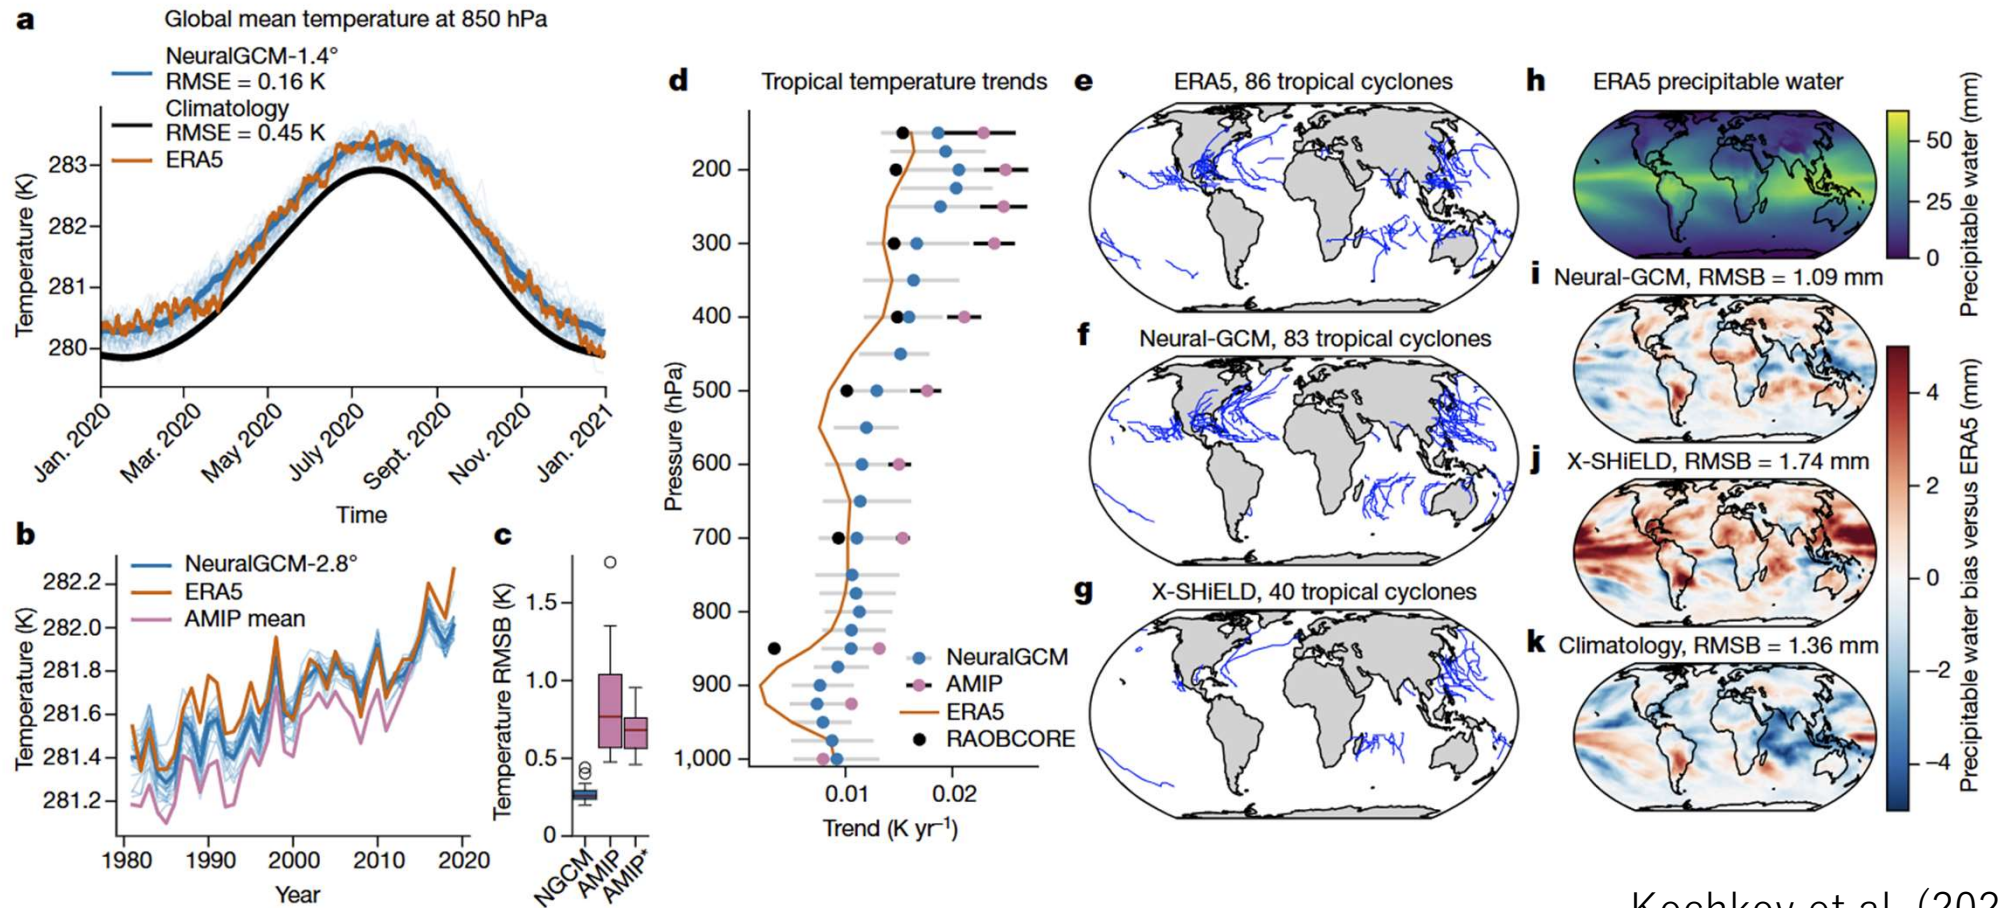 a
Global mean temperature at 850 hPa
NeuralGCM-1.4°
RMSE = 0.16 K
Climatology
RMSE = 0.45 K
ERA5
Temperature (K)
283
282
281
280
Jan. 2020
Mar. 2020
May 2020
July 2020
Sept. 2020
Nov. 2020
Jan. 2021
Time
b
NeuralGCM-2.8°
ERA5
AMIP mean
Temperature (K)
282.2
282.0
281.8
281.6
281.4
281.2
1980
1990
2000
2010
2020
Year
c
Temperature RMSB (K)
1.5
1.0
0.5
0
NGCM
AMIP
AMIP*
d
Tropical temperature trends
Pressure (hPa)
200
300
400
500
600
700
800
900
1,000
NeuralGCM
AMIP
ERA5
RAOBCORE
0.01
0.02
Trend (K yr⁻¹)
e
ERA5, 86 tropical cyclones
f
Neural-GCM, 83 tropical cyclones
g
X-SHiELD, 40 tropical cyclones
h
ERA5 precipitable water
50
25
0
Precipitable water (mm)
i
Neural-GCM, RMSB = 1.09 mm
j
X-SHiELD, RMSB = 1.74 mm
k
Climatology, RMSB = 1.36 mm
4
2
0
−2
−4
Precipitable water bias versus ERA5 (mm)
Kochkov et al. (202